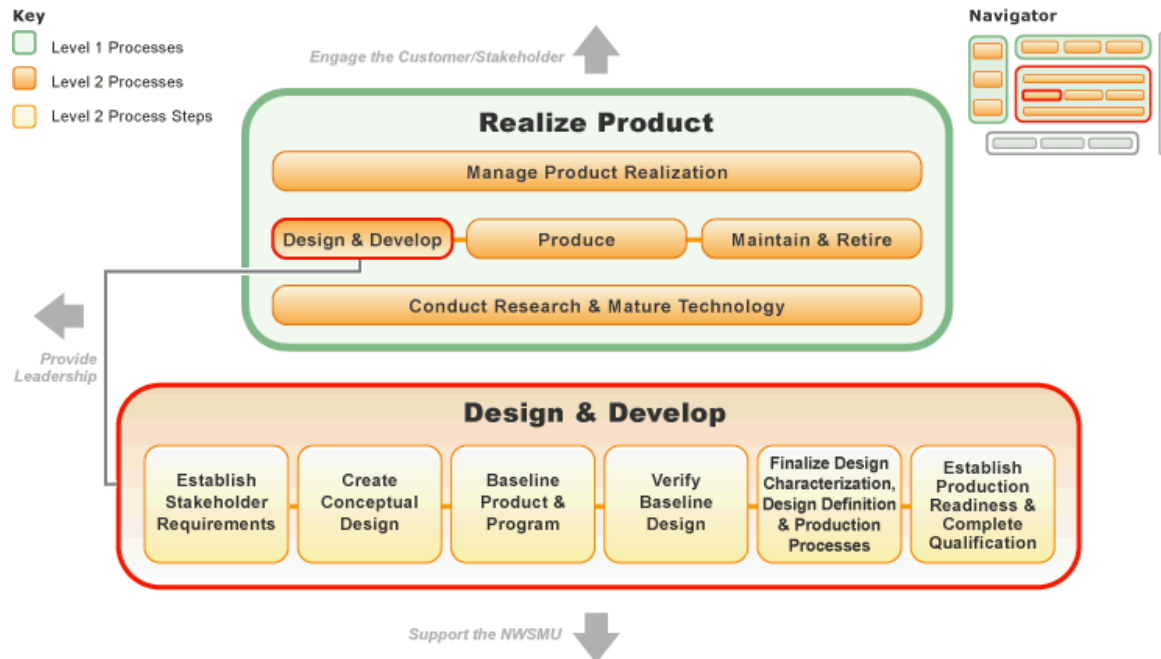 Key
Level 1 Processes
Level 2 Processes
Level 2 Process Steps
Engage the Customer/Stakeholder
Navigator
Realize Product
Manage Product Realization
Design & Develop
Produce
Maintain & Retire
Conduct Research & Mature Technology
Provide
Leadership
Design & Develop
Establish
Stakeholder
Requirements
Create
Conceptual
Design
Baseline
Product &
Program
Verify
Baseline
Design
Finalize Design
Characterization,
Design Definition
& Production
Processes
Establish
Production
Readiness &
Complete
Qualification
Support the NWSMU